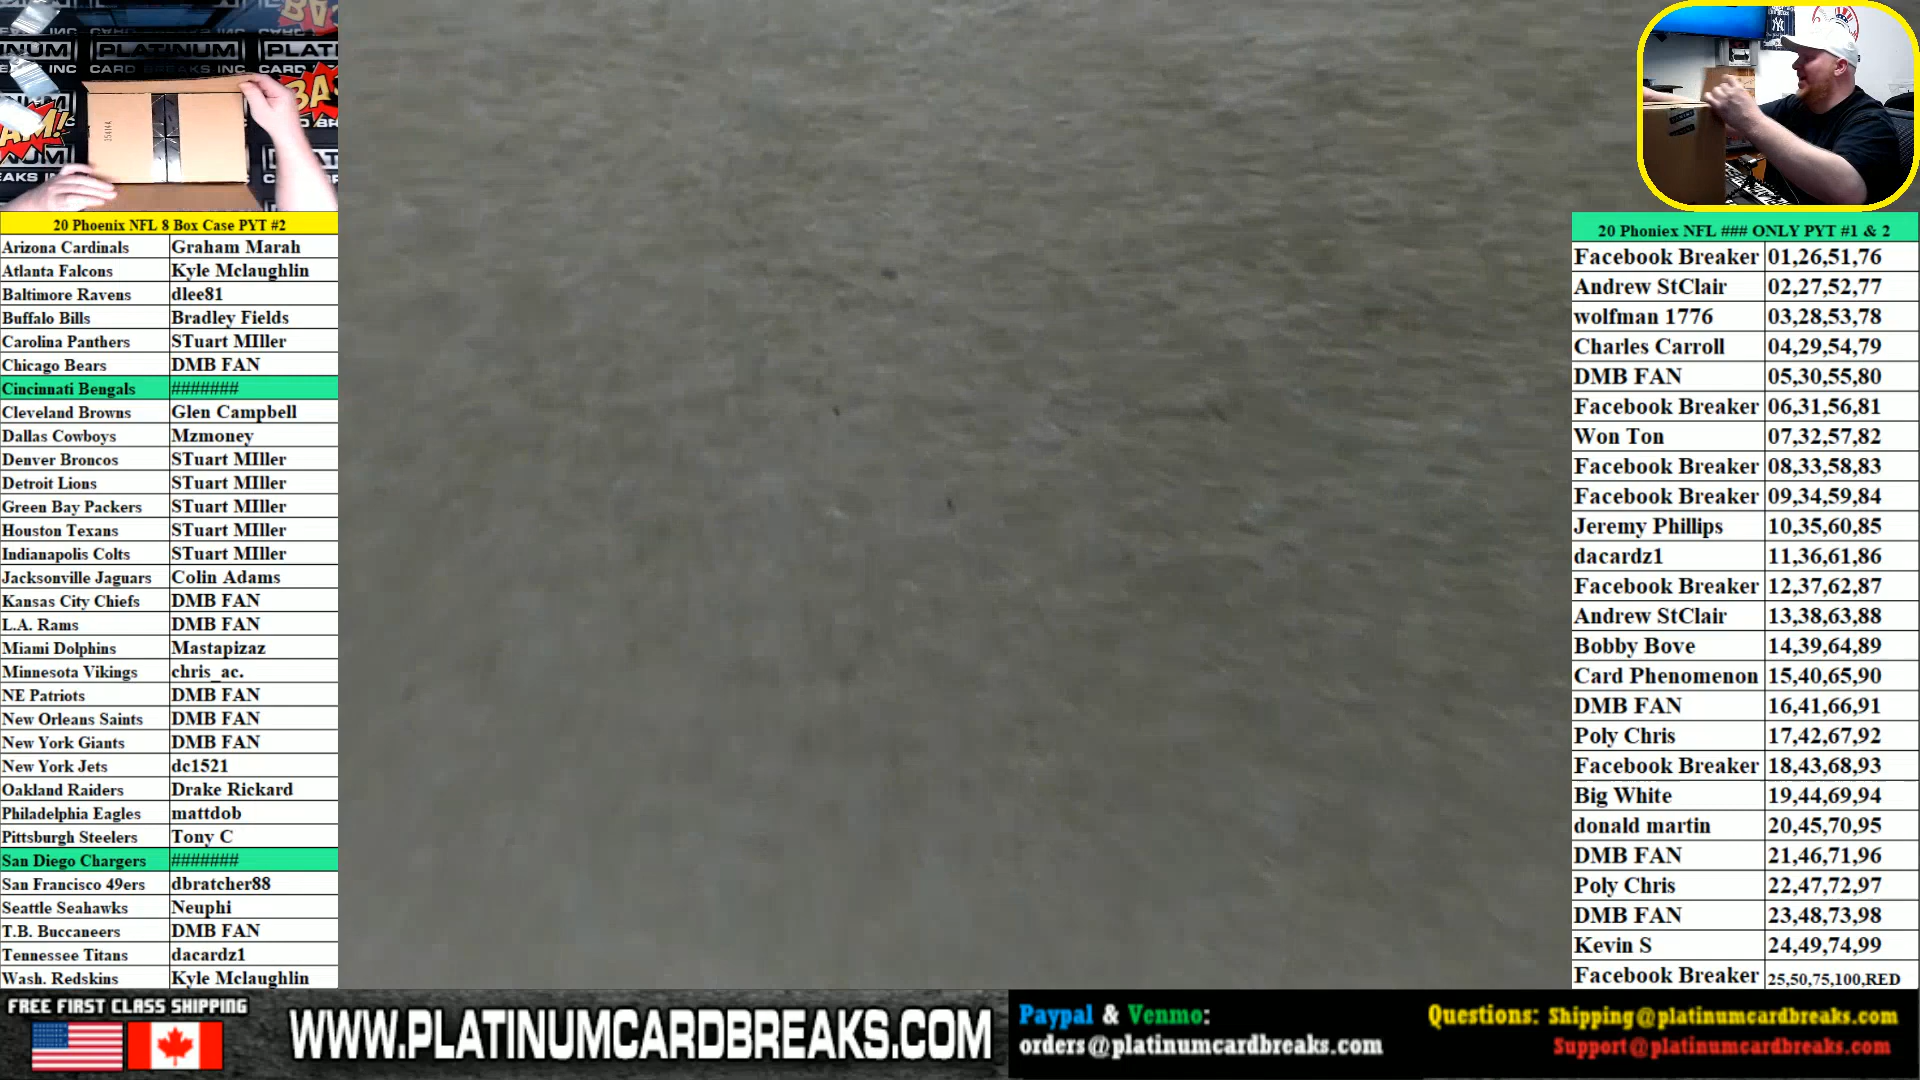 PLATINUM
CARD BREAKS INC
20 Phoenix NFL 8 Box Case PYT #2
Arizona Cardinals Graham Marah
Atlanta Falcons Kyle Mclaughlin
Baltimore Ravens dlee81
Buffalo Bills Bradley Fields
Carolina Panthers STuart MIller
Chicago Bears DMB FAN
Cincinnati Bengals #######
Cleveland Browns Glen Campbell
Dallas Cowboys Mzmoney
Denver Broncos STuart MIller
Detroit Lions STuart MIller
Green Bay Packers STuart MIller
Houston Texans STuart MIller
Indianapolis Colts STuart MIller
Jacksonville Jaguars Colin Adams
Kansas City Chiefs DMB FAN
L.A. Rams DMB FAN
Miami Dolphins Mastapizaz
Minnesota Vikings chris_ac.
NE Patriots DMB FAN
New Orleans Saints DMB FAN
New York Giants DMB FAN
New York Jets dc1521
Oakland Raiders Drake Rickard
Philadelphia Eagles mattdob
Pittsburgh Steelers Tony C
San Diego Chargers #######
San Francisco 49ers dbratcher88
Seattle Seahawks Neuphi
T.B. Buccaneers DMB FAN
Tennessee Titans dacardz1
Wash. Redskins Kyle Mclaughlin
20 Phoniex NFL ### ONLY PYT #1 & 2
Facebook Breaker 01,26,51,76
Andrew StClair 02,27,52,77
wolfman 1776 03,28,53,78
Charles Carroll 04,29,54,79
DMB FAN 05,30,55,80
Facebook Breaker 06,31,56,81
Won Ton 07,32,57,82
Facebook Breaker 08,33,58,83
Facebook Breaker 09,34,59,84
Jeremy Phillips 10,35,60,85
dacardz1 11,36,61,86
Facebook Breaker 12,37,62,87
Andrew StClair 13,38,63,88
Bobby Bove 14,39,64,89
Card Phenomenon 15,40,65,90
DMB FAN 16,41,66,91
Poly Chris 17,42,67,92
Facebook Breaker 18,43,68,93
Big White 19,44,69,94
donald martin 20,45,70,95
DMB FAN 21,46,71,96
Poly Chris 22,47,72,97
DMB FAN 23,48,73,98
Kevin S 24,49,74,99
Facebook Breaker 25,50,75,100,RED
FREE FIRST CLASS SHIPPING
WWW.PLATINUMCARDBREAKS.COM
Paypal & Venmo:
orders@platinumcardbreaks.com
Questions: Shipping@platinumcardbreaks.com
Support@platinumcardbreaks.com